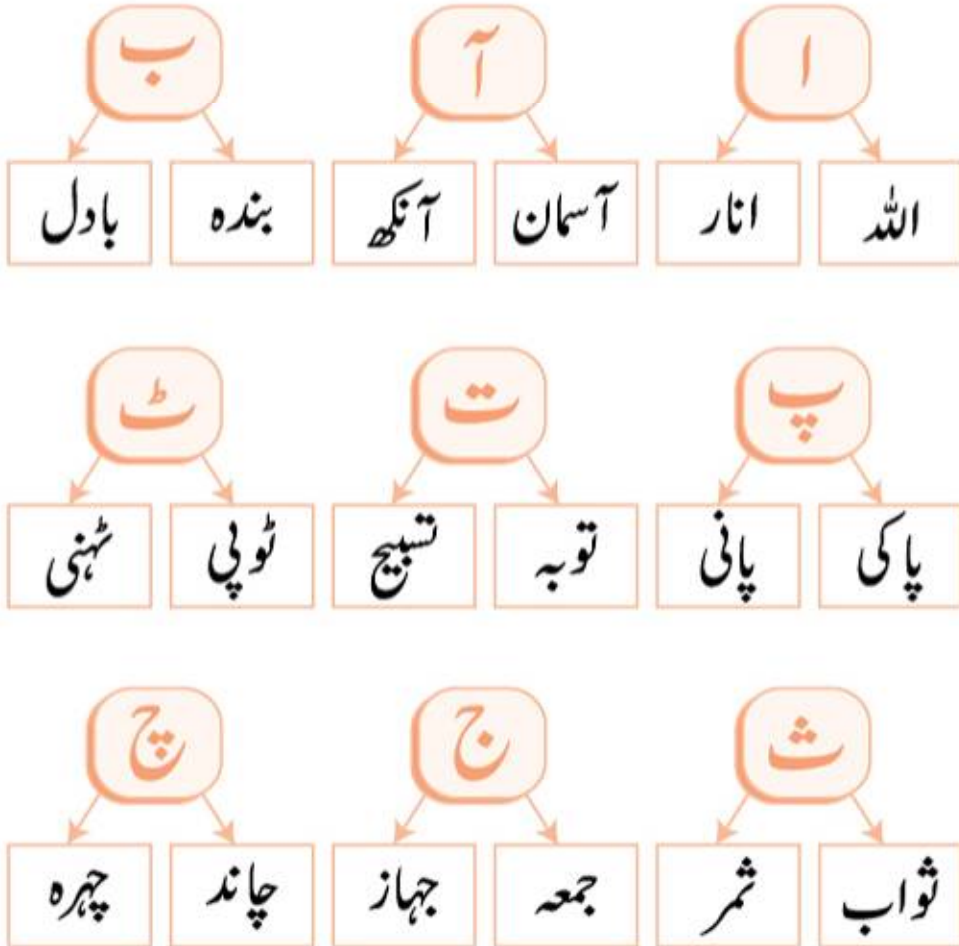 ا آ ب
اللہ انار آسمان آنکھ بندہ بادل
پ ت ٹ
پاکی پانی توبہ تسبیح ٹوپی ٹہنی
ث ج چ
ثواب ثمر جمعہ جہاز چاند چہرہ